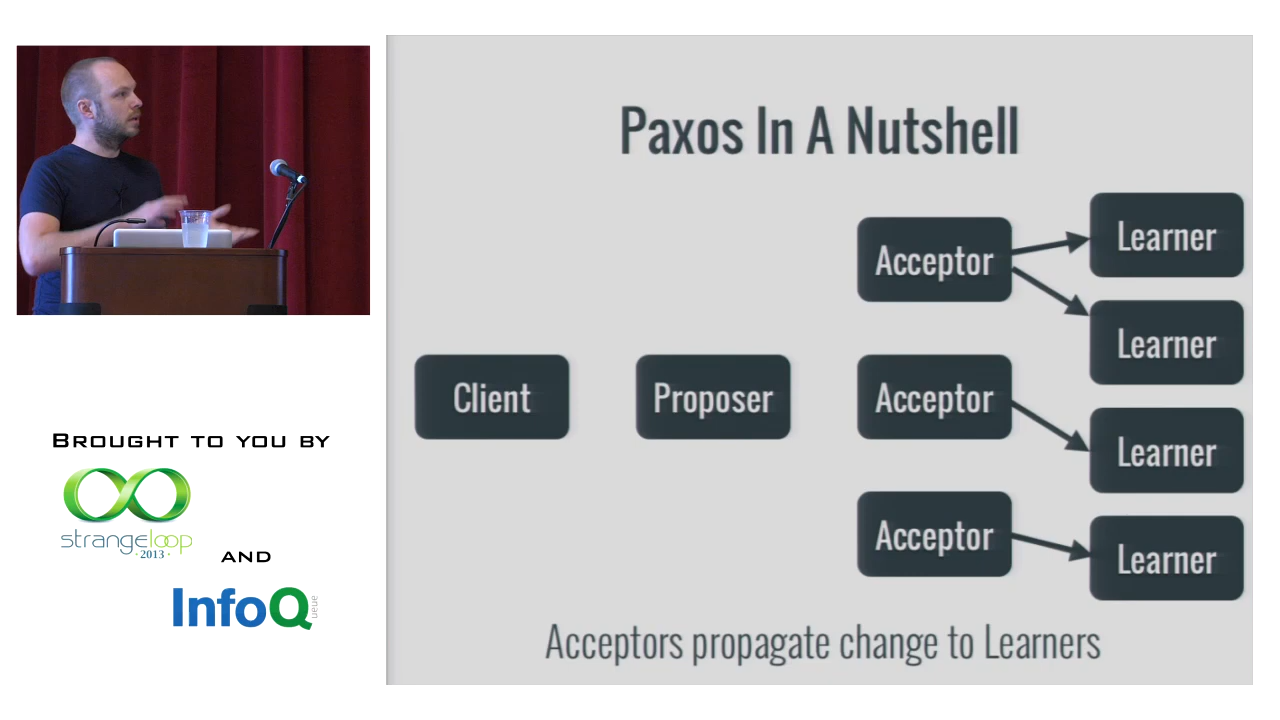 Paxos In A Nutshell
Acceptor
Learner
Learner
Client
Proposer
Acceptor
Learner
Acceptor
Learner
Acceptors propagate change to Learners
BROUGHT TO YOU BY
strangeloop
· 2013 ·
AND
InfoQ
ueue